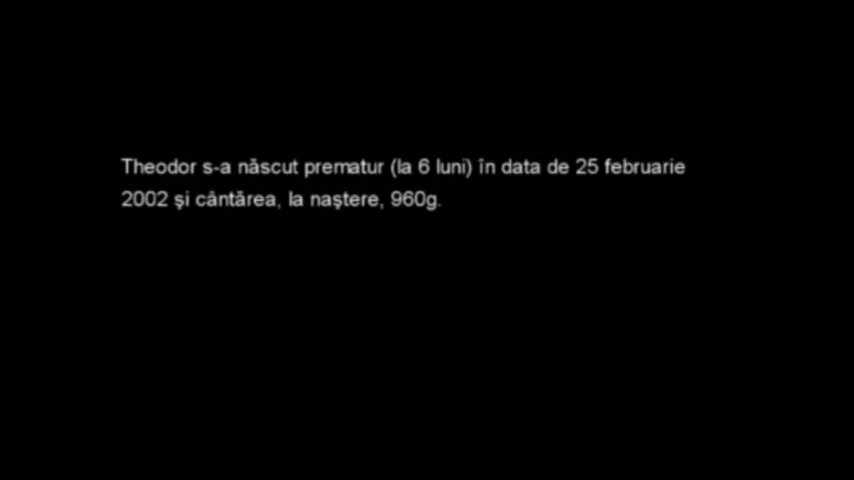 Theodor s-a născut prematur (la 6 luni) în data de 25 februarie
2002 şi cântărea, la naştere, 960g.